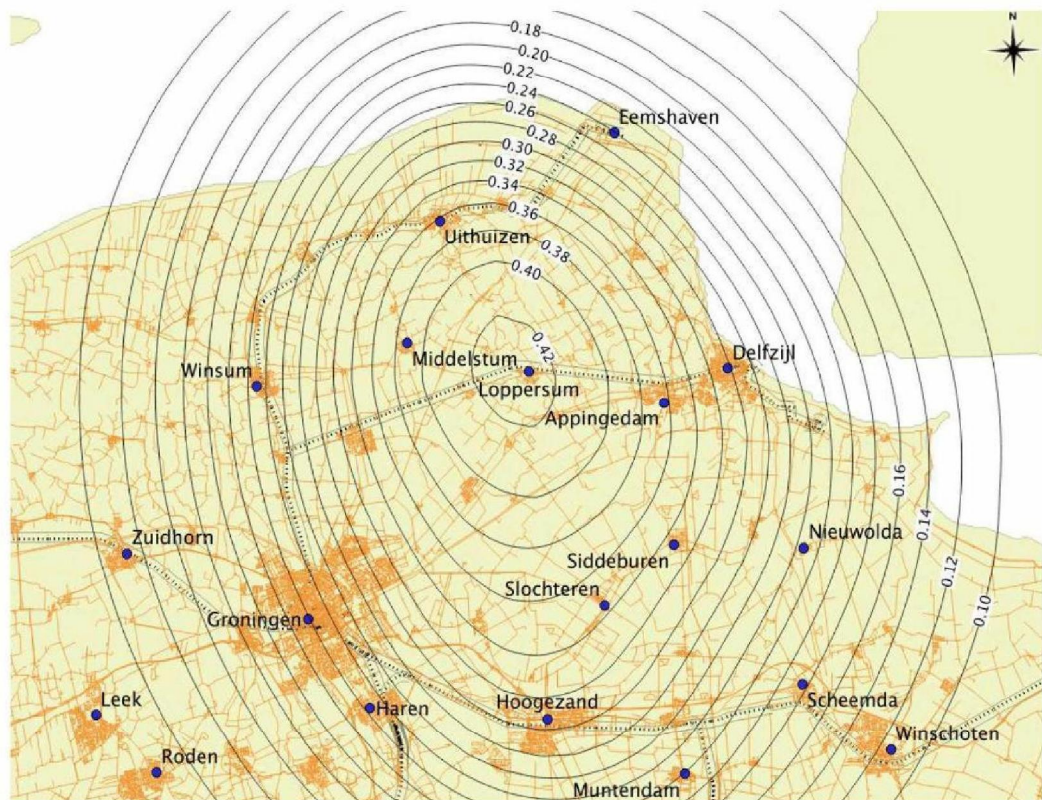 N
0.18
0.20
0.22
0.24
0.26
Eemshaven
0.28
0.30
0.32
0.34
0.36
Uithuizen
0.38
0.40
0.42
Middelstum
Delfzijl
Winsum
Loppersum
Appingedam
0.16
Zuidhorn
Nieuwolda
0.14
Siddeburen
0.12
Slochteren
0.10
Groningen
Leek
Hoogezand
Scheemda
Haren
Winschoten
Roden
Muntendam